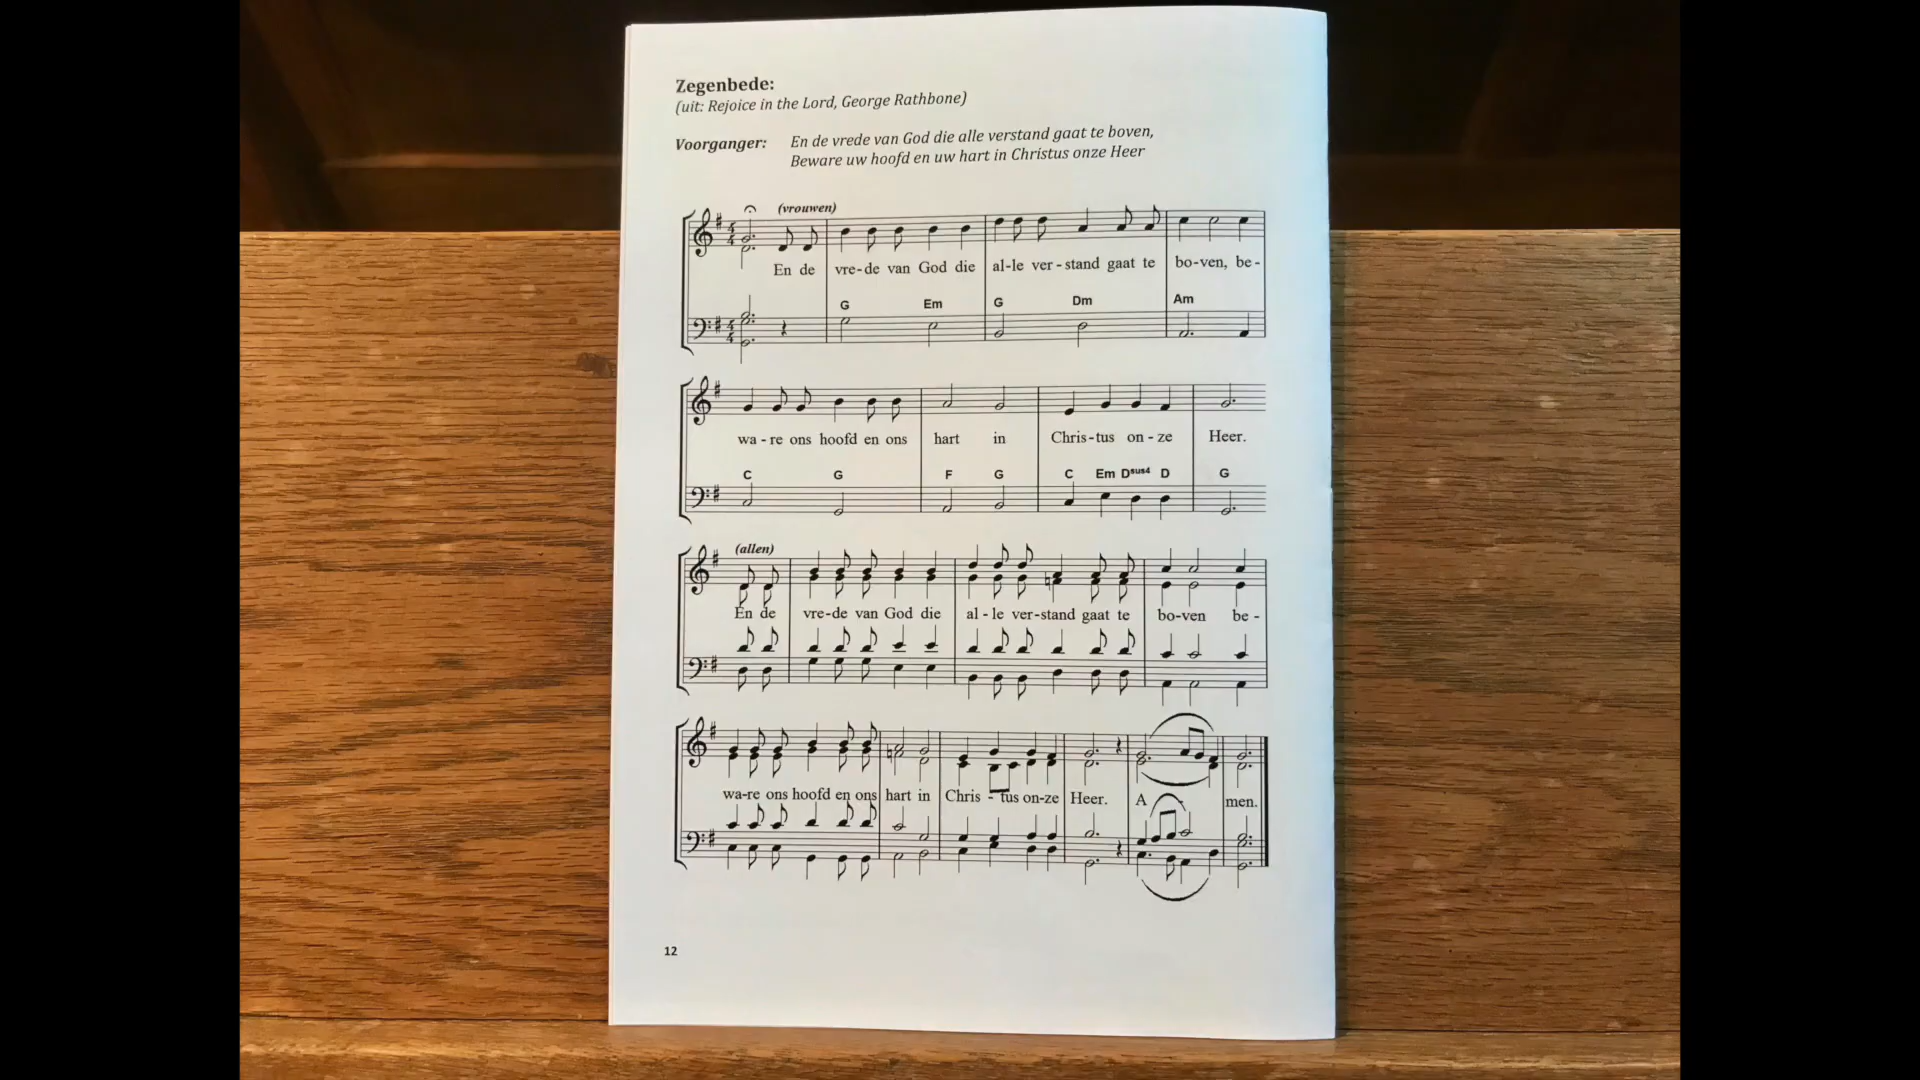 Zegenbede:
(uit: Rejoice in the Lord, George Rathbone)
Voorganger: En de vrede van God die alle verstand gaat te boven,
Beware uw hoofd en uw hart in Christus onze Heer
(vrouwen)
4 4
En de vre-de van God die al-le ver-stand gaat te bo-ven, be-
G Em G Dm Am
4 4
wa-re ons hoofd en ons hart in Chris-tus on-ze Heer.
C G F G C Em Dsus4 D G
(allen)
En de vre-de van God die al-le ver-stand gaat te bo-ven be-
wa-re ons hoofd en ons hart in Chris-tus on-ze Heer. A - men.
12